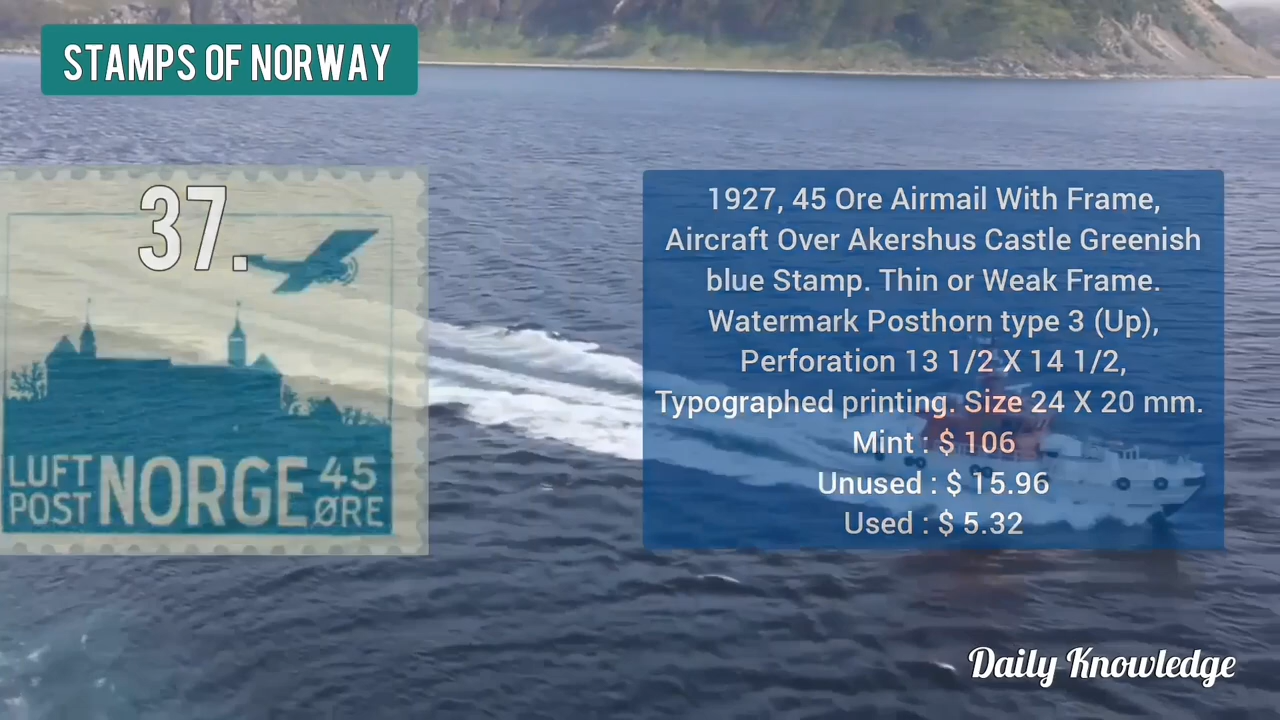 STAMPS OF NORWAY
37.
LUFT
POST
NORGE
45
ØRE
1927, 45 Ore Airmail With Frame,
Aircraft Over Akershus Castle Greenish
blue Stamp. Thin or Weak Frame.
Watermark Posthorn type 3 (Up),
Perforation 13 1/2 X 14 1/2,
Typographed printing. Size 24 X 20 mm.
Mint : $ 106
Unused : $ 15.96
Used : $ 5.32
Daily Knowledge